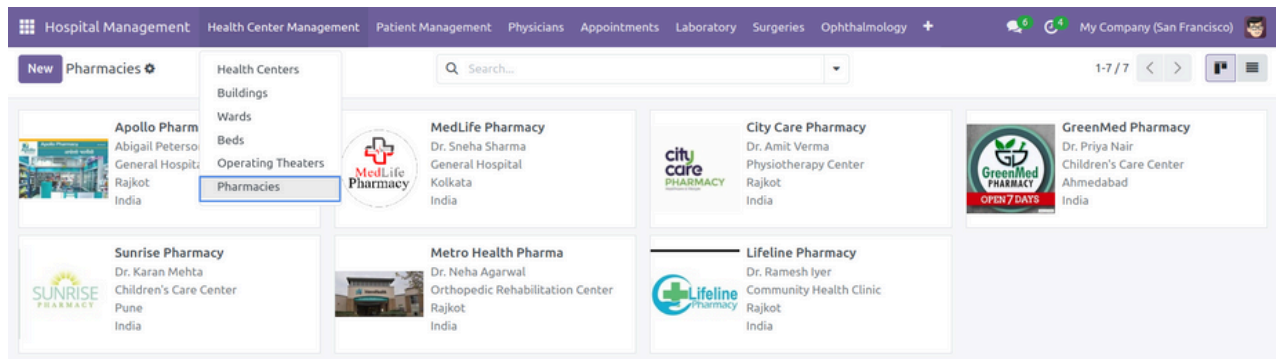 Hospital Management Health Center Management Patient Management Physicians Appointments Laboratory Surgeries Ophthalmology + 6 4 My Company (San Francisco)
New Pharmacies Search... 1-7 / 7
Health Centers
Buildings
Wards
Beds
Operating Theaters
Pharmacies
Apollo Pharm
Abigail Peterso
General Hospita
Rajkot
India
MedLife
Pharmacy
MedLife Pharmacy
Dr. Sneha Sharma
General Hospital
Kolkata
India
city
care
PHARMACY
City Care Pharmacy
Dr. Amit Verma
Physiotherapy Center
Rajkot
India
GreenMed
PHARMACY
OPEN 7 DAYS
GreenMed Pharmacy
Dr. Priya Nair
Children's Care Center
Ahmedabad
India
SUNRISE
PHARMACY
Sunrise Pharmacy
Dr. Karan Mehta
Children's Care Center
Pune
India
Metro Health Pharma
Dr. Neha Agarwal
Orthopedic Rehabilitation Center
Rajkot
India
Lifeline
Pharmacy
Lifeline Pharmacy
Dr. Ramesh Iyer
Community Health Clinic
Rajkot
India